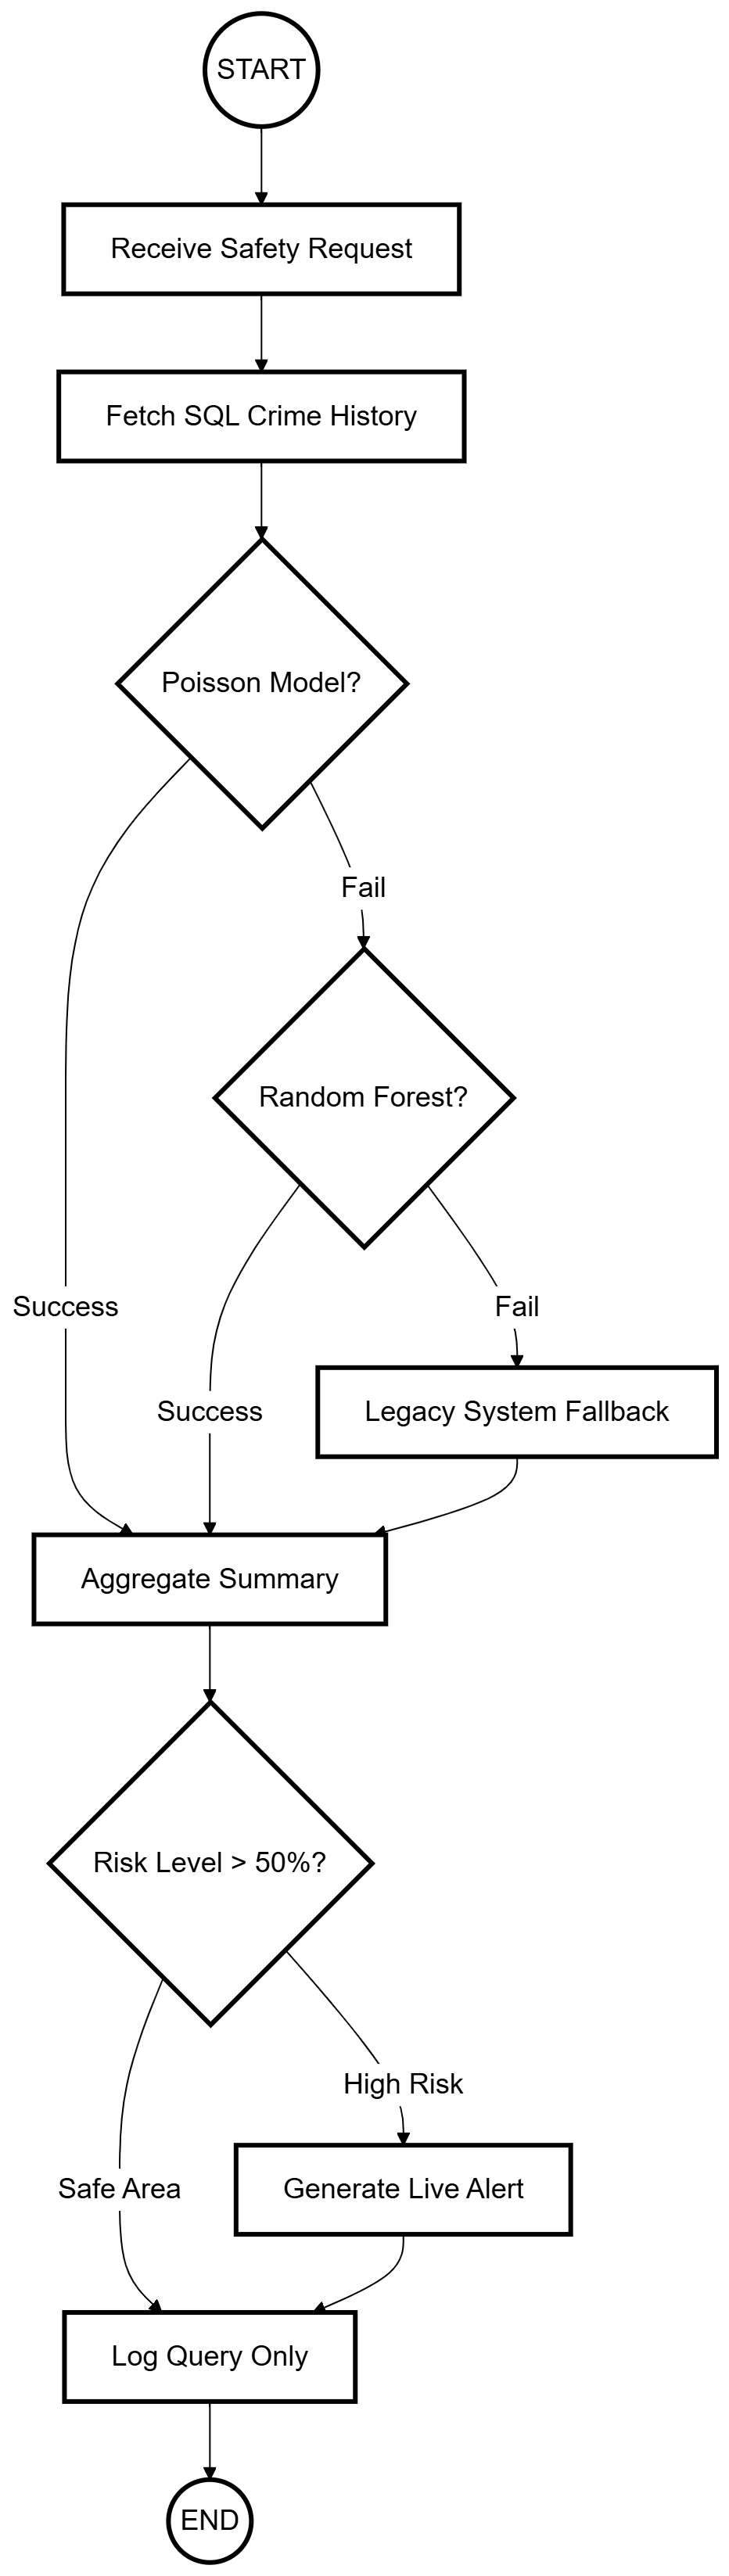 START
Receive Safety Request
Fetch SQL Crime History
Poisson Model?
Fail
Random Forest?
Success
Fail
Success
Legacy System Fallback
Aggregate Summary
Risk Level > 50%?
High Risk
Safe Area
Generate Live Alert
Log Query Only
END